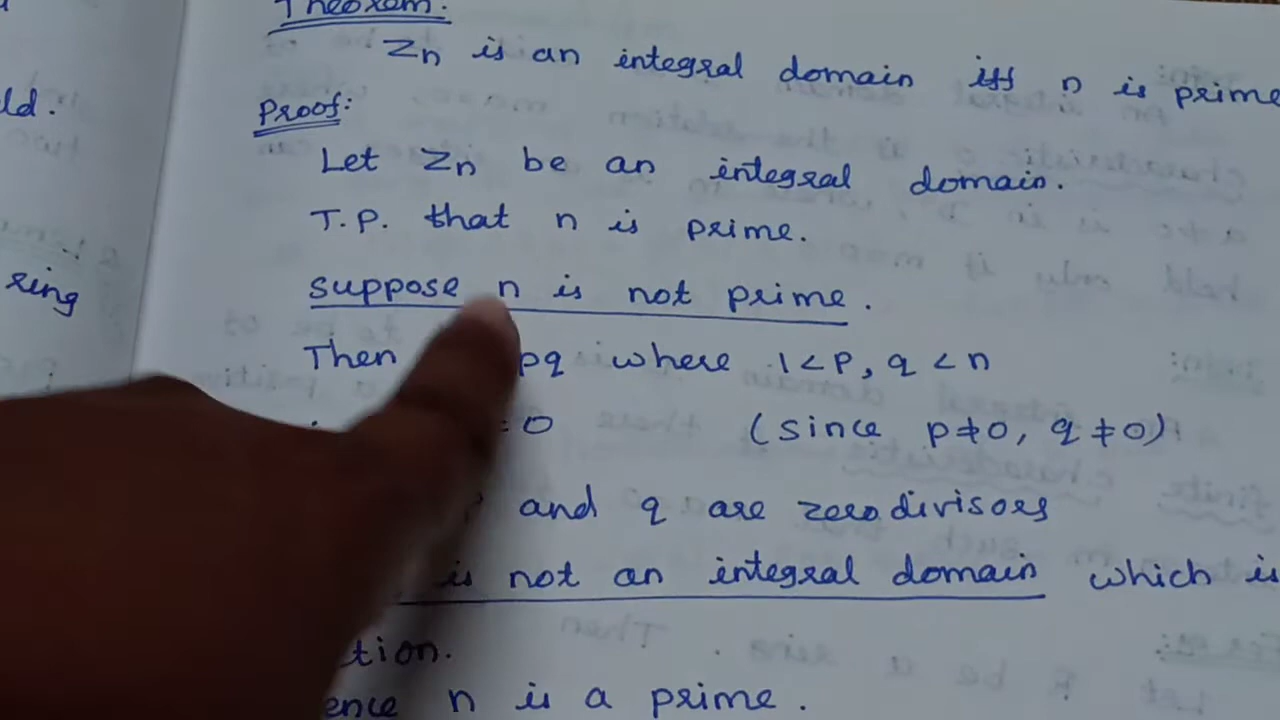 Theorem:
Zn is an integral domain iff n is prime
Proof:
ld.
Let Zn be an integral domain.
T.P. that n is prime.
ring
suppose n is not prime.
Then pq where 1<p, q<n
=0 (since p≠0, q≠0)
and q are zero divisors
is not an integral domain which is
tion.
ence n is a prime.